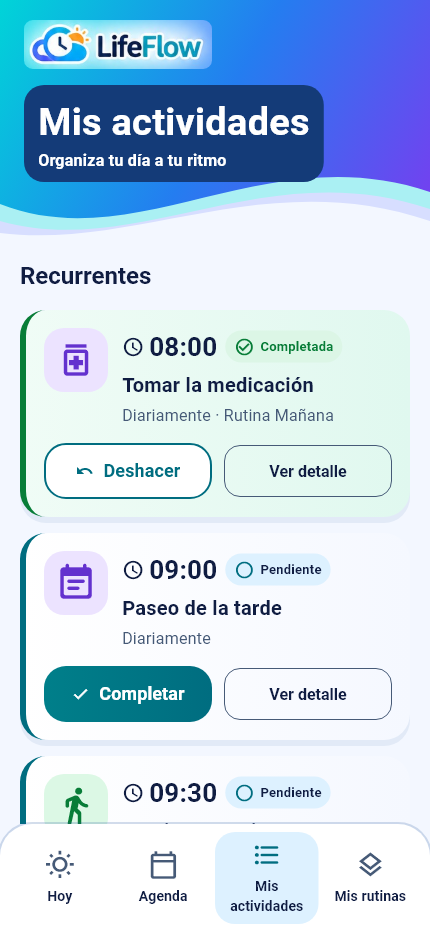 LifeFlow
Mis actividades
Organiza tu día a tu ritmo
Recurrentes
08:00 Completada
Tomar la medicación
Diariamente · Rutina Mañana
Deshacer Ver detalle
09:00 Pendiente
Paseo de la tarde
Diariamente
Completar Ver detalle
09:30 Pendiente
Hoy Agenda Mis actividades Mis rutinas